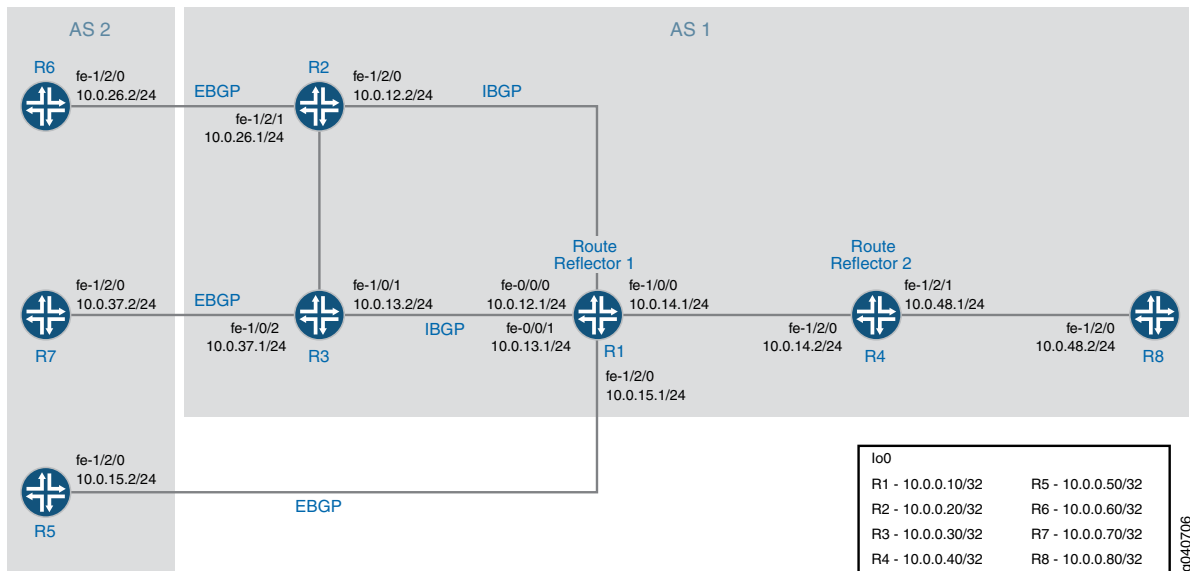 AS 2
AS 1
R6
fe-1/2/0
10.0.26.2/24
EBGP
R2
fe-1/2/0
10.0.12.2/24
IBGP
fe-1/2/1
10.0.26.1/24
Route
Reflector 1
Route
Reflector 2
fe-1/2/0
10.0.37.2/24
EBGP
fe-1/0/1
10.0.13.2/24
fe-0/0/0
10.0.12.1/24
fe-1/0/0
10.0.14.1/24
fe-1/2/1
10.0.48.1/24
R7
fe-1/0/2
10.0.37.1/24
R3
IBGP
fe-0/0/1
10.0.13.1/24
R1
fe-1/2/0
10.0.14.2/24
R4
fe-1/2/0
10.0.48.2/24
R8
fe-1/2/0
10.0.15.1/24
fe-1/2/0
10.0.15.2/24
R5
EBGP
lo0
R1 - 10.0.0.10/32 R5 - 10.0.0.50/32
R2 - 10.0.0.20/32 R6 - 10.0.0.60/32
R3 - 10.0.0.30/32 R7 - 10.0.0.70/32
R4 - 10.0.0.40/32 R8 - 10.0.0.80/32
g040706